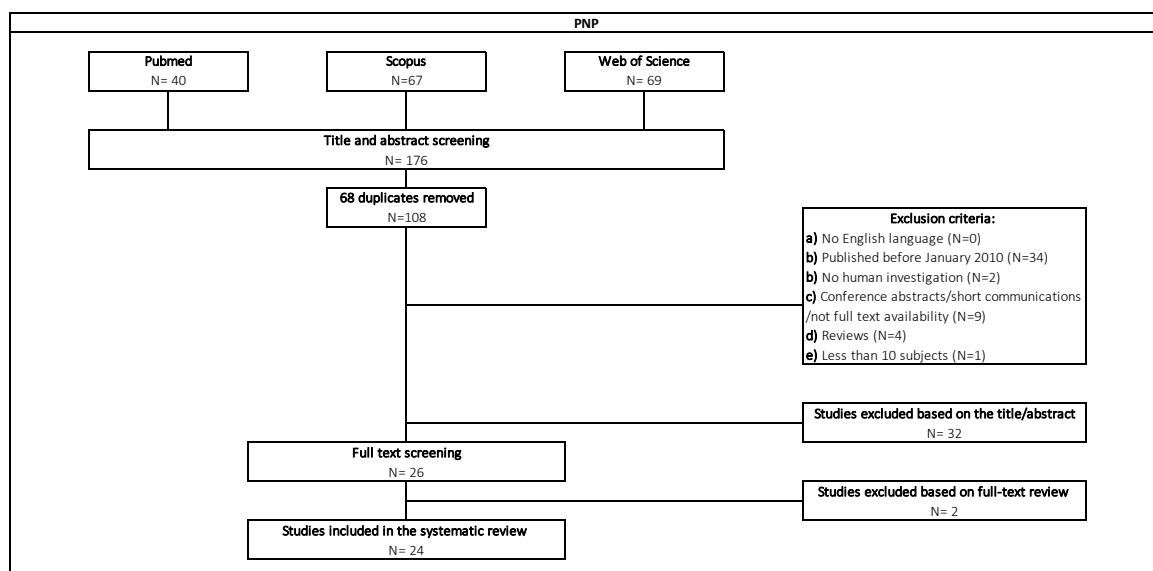 PNP
Pubmed
N= 40
Scopus
N=67
Web of Science
N= 69
Title and abstract screening
N= 176
68 duplicates removed
N=108
Exclusion criteria:
a) No English language (N=0)
b) Published before January 2010 (N=34)
b) No human investigation (N=2)
c) Conference abstracts/short communications
/not full text availability (N=9)
d) Reviews (N=4)
e) Less than 10 subjects (N=1)
Studies excluded based on the title/abstract
N= 32
Full text screening
N= 26
Studies excluded based on full-text review
N= 2
Studies included in the systematic review
N= 24